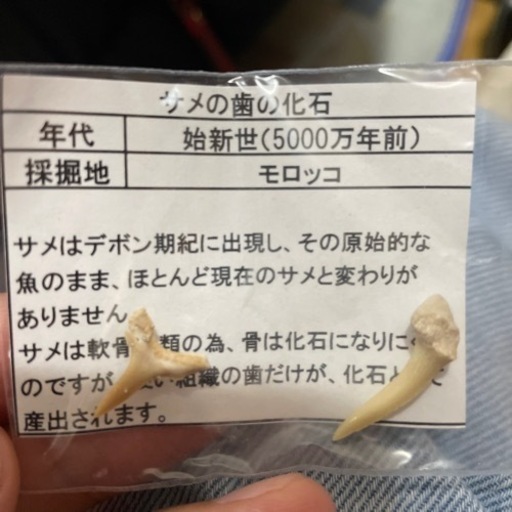 サメの歯の化石
年代 始新世(5000万年前)
採掘地 モロッコ
サメはデボン期紀に出現し、その原始的な
魚のまま、ほとんど現在のサメと変わりが
ありません。
サメは軟骨 類の為、骨は化石になりに
のですが 組織の歯だけが、化石と
産出されます。